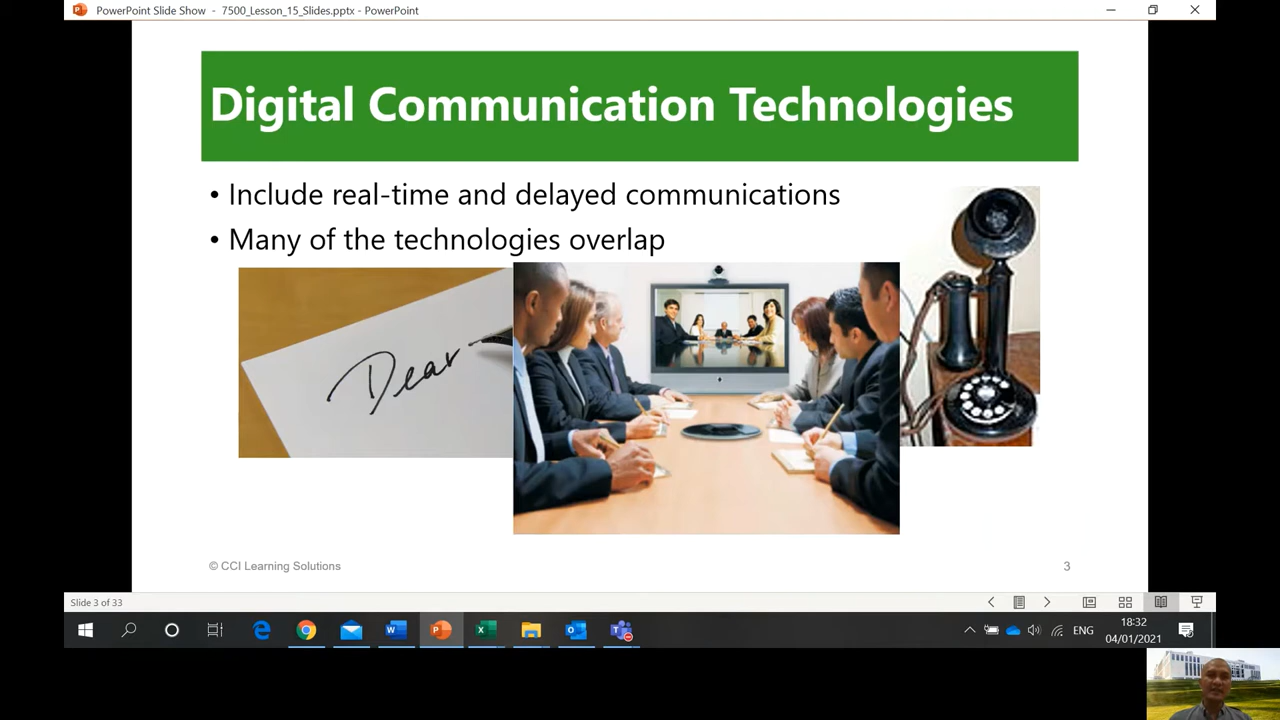 PowerPoint Slide Show - 7500_Lesson_15_Slides.pptx - PowerPoint
Digital Communication Technologies
• Include real-time and delayed communications
• Many of the technologies overlap
Dear
© CCI Learning Solutions
3
Slide 3 of 33
ENG
18:32
04/01/2021